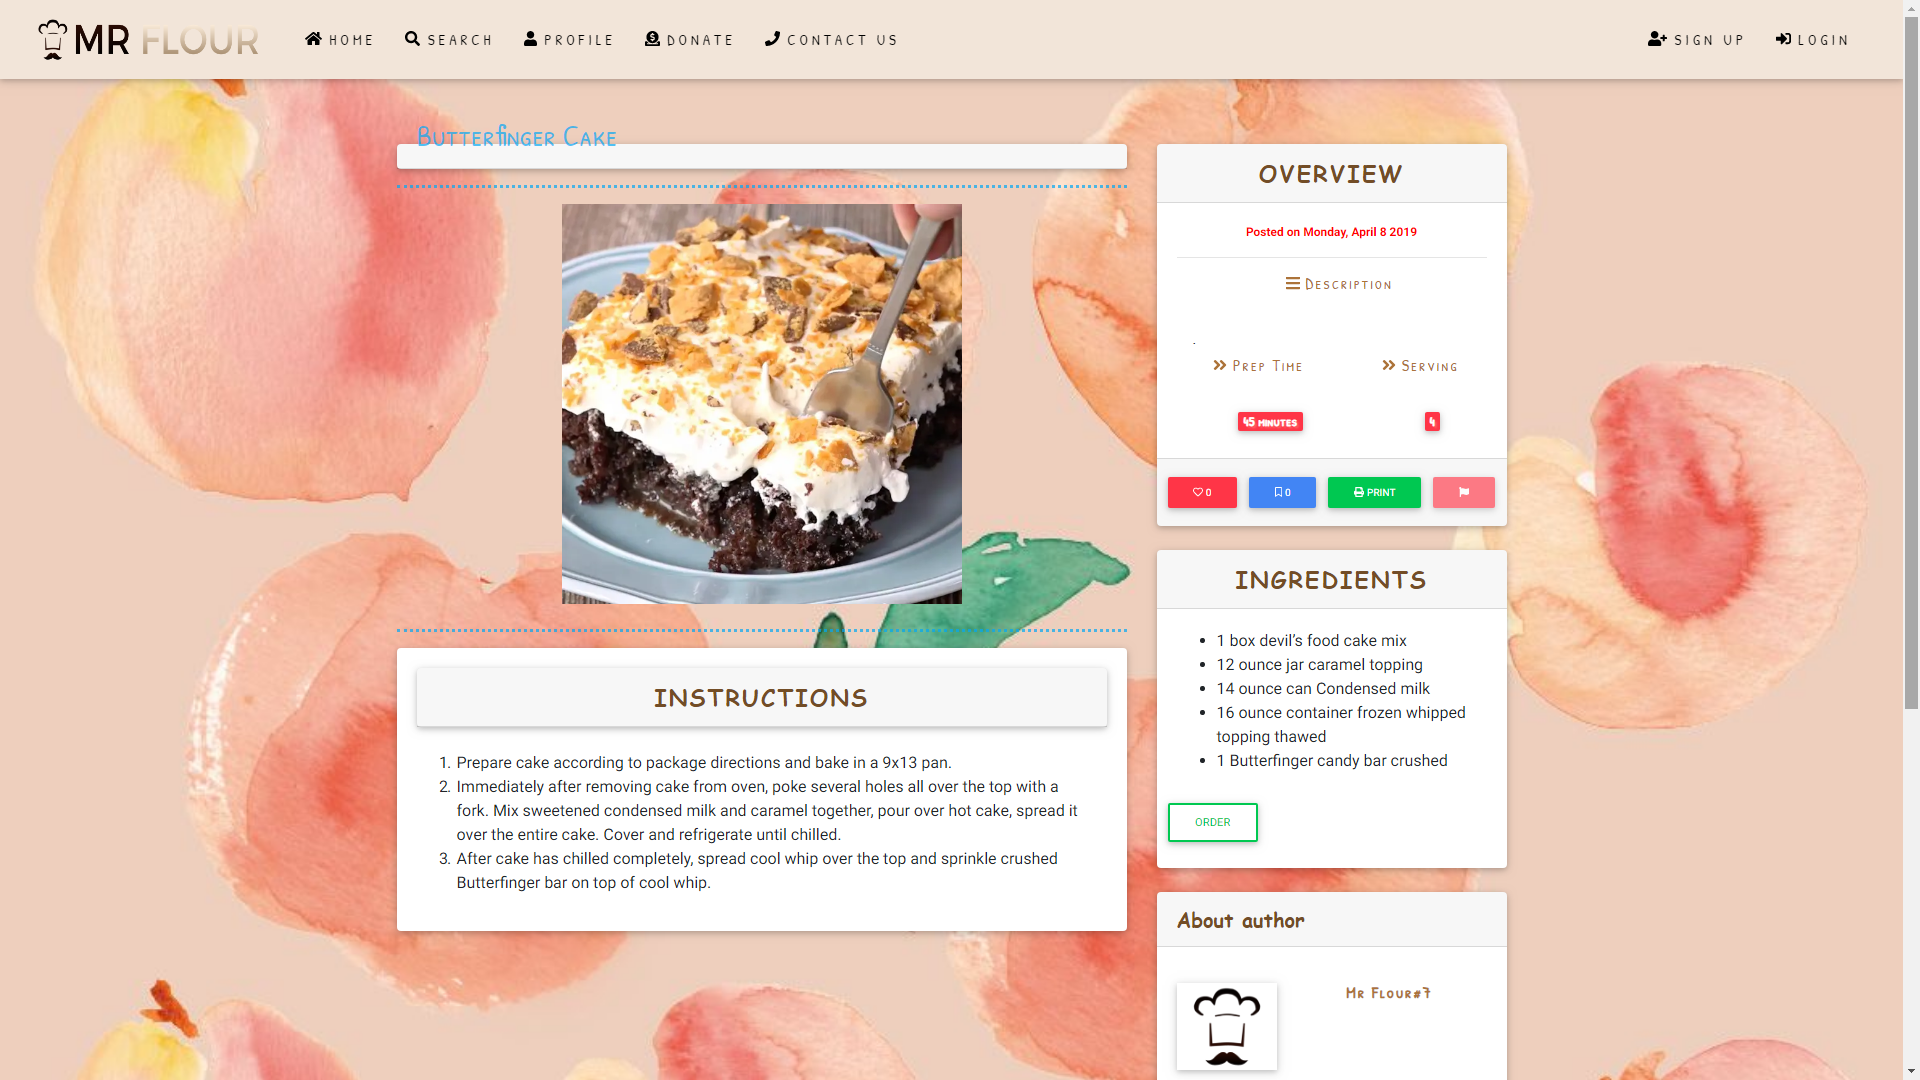 MR FLOUR
HOME
SEARCH
PROFILE
DONATE
CONTACT US
SIGN UP
LOGIN
Butterfinger Cake
INSTRUCTIONS
1. Prepare cake according to package directions and bake in a 9x13 pan.
2. Immediately after removing cake from oven, poke several holes all over the top with a
fork. Mix sweetened condensed milk and caramel together, pour over hot cake, spread it
over the entire cake. Cover and refrigerate until chilled.
3. After cake has chilled completely, spread cool whip over the top and sprinkle crushed
Butterfinger bar on top of cool whip.
OVERVIEW
Posted on Monday, April 8 2019
Description
.
Prep Time
Serving
45 minutes
4
0
0
PRINT
INGREDIENTS
• 1 box devil’s food cake mix
• 12 ounce jar caramel topping
• 14 ounce can Condensed milk
• 16 ounce container frozen whipped
topping thawed
• 1 Butterfinger candy bar crushed
ORDER
About author
Mr Flour#7